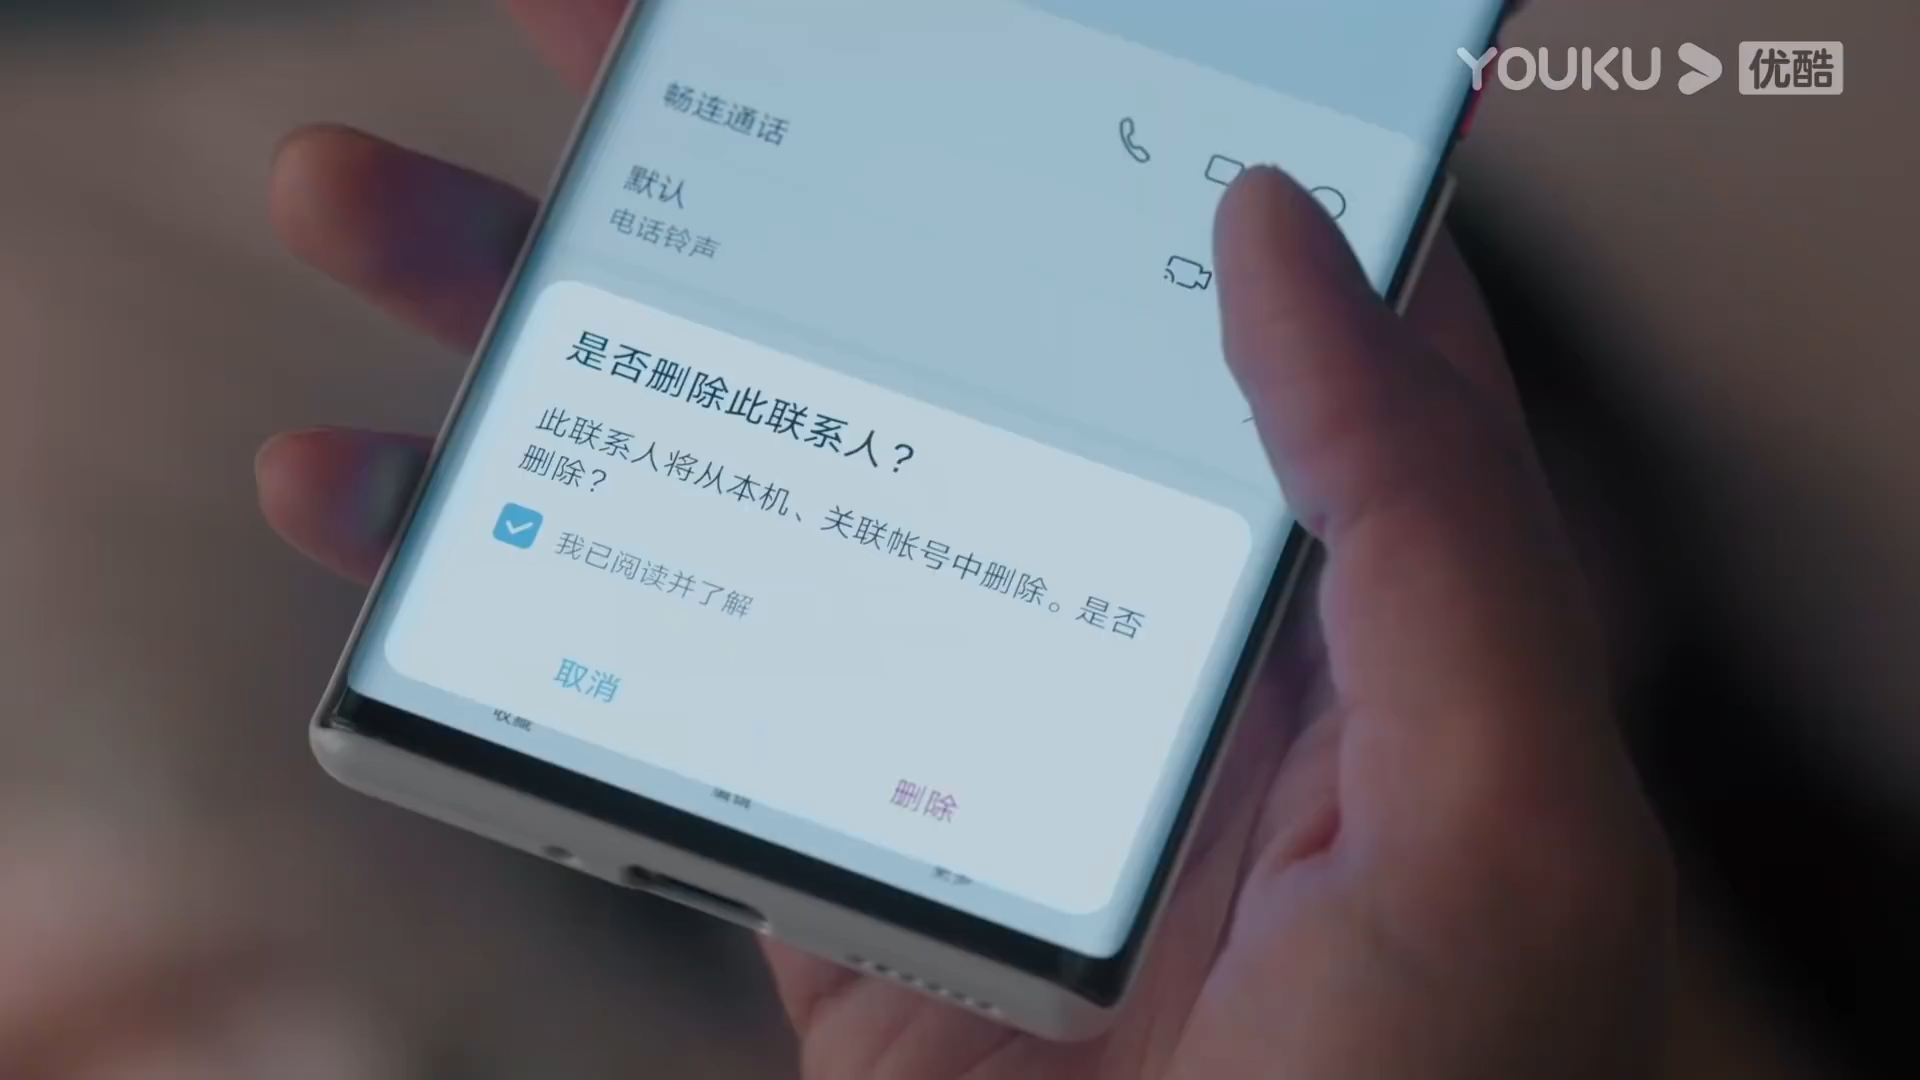 YOUKU 优酷
畅连通话
默认
电话铃声
是否删除此联系人？
此联系人将从本机、关联帐号中删除。是否
删除？
我已阅读并了解
取消
删除